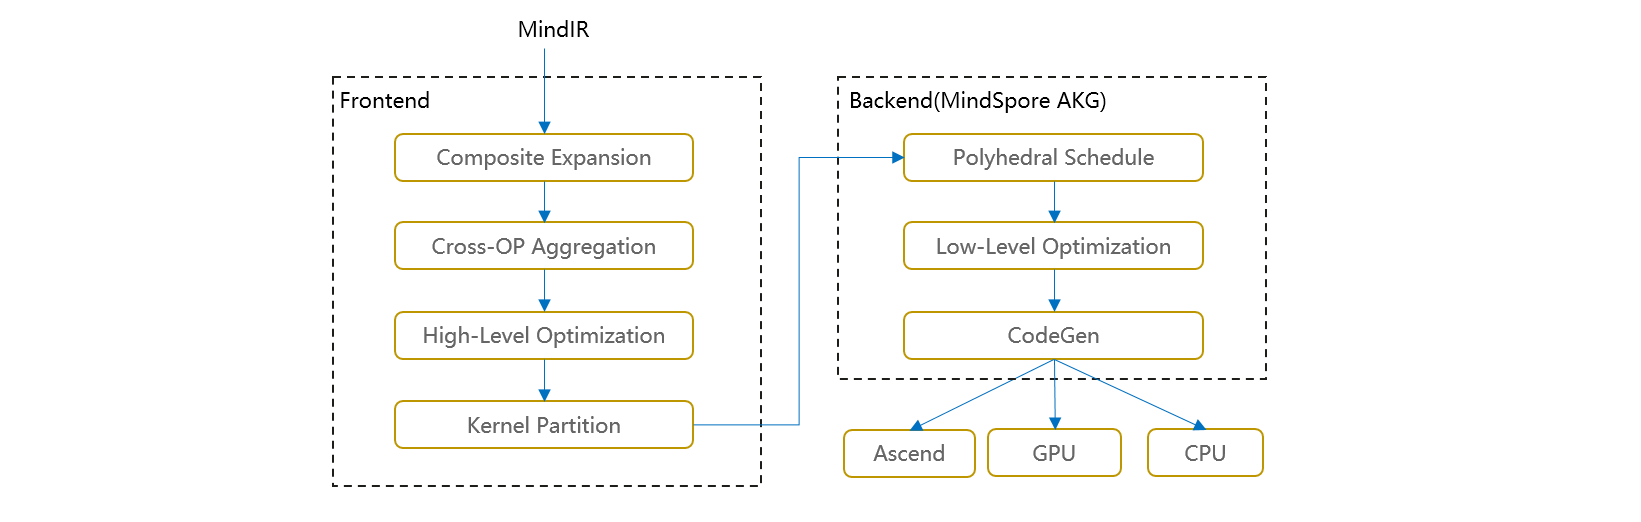 MindIR
Frontend
Composite Expansion
Cross-OP Aggregation
High-Level Optimization
Kernel Partition
Backend(MindSpore AKG)
Polyhedral Schedule
Low-Level Optimization
CodeGen
Ascend
GPU
CPU